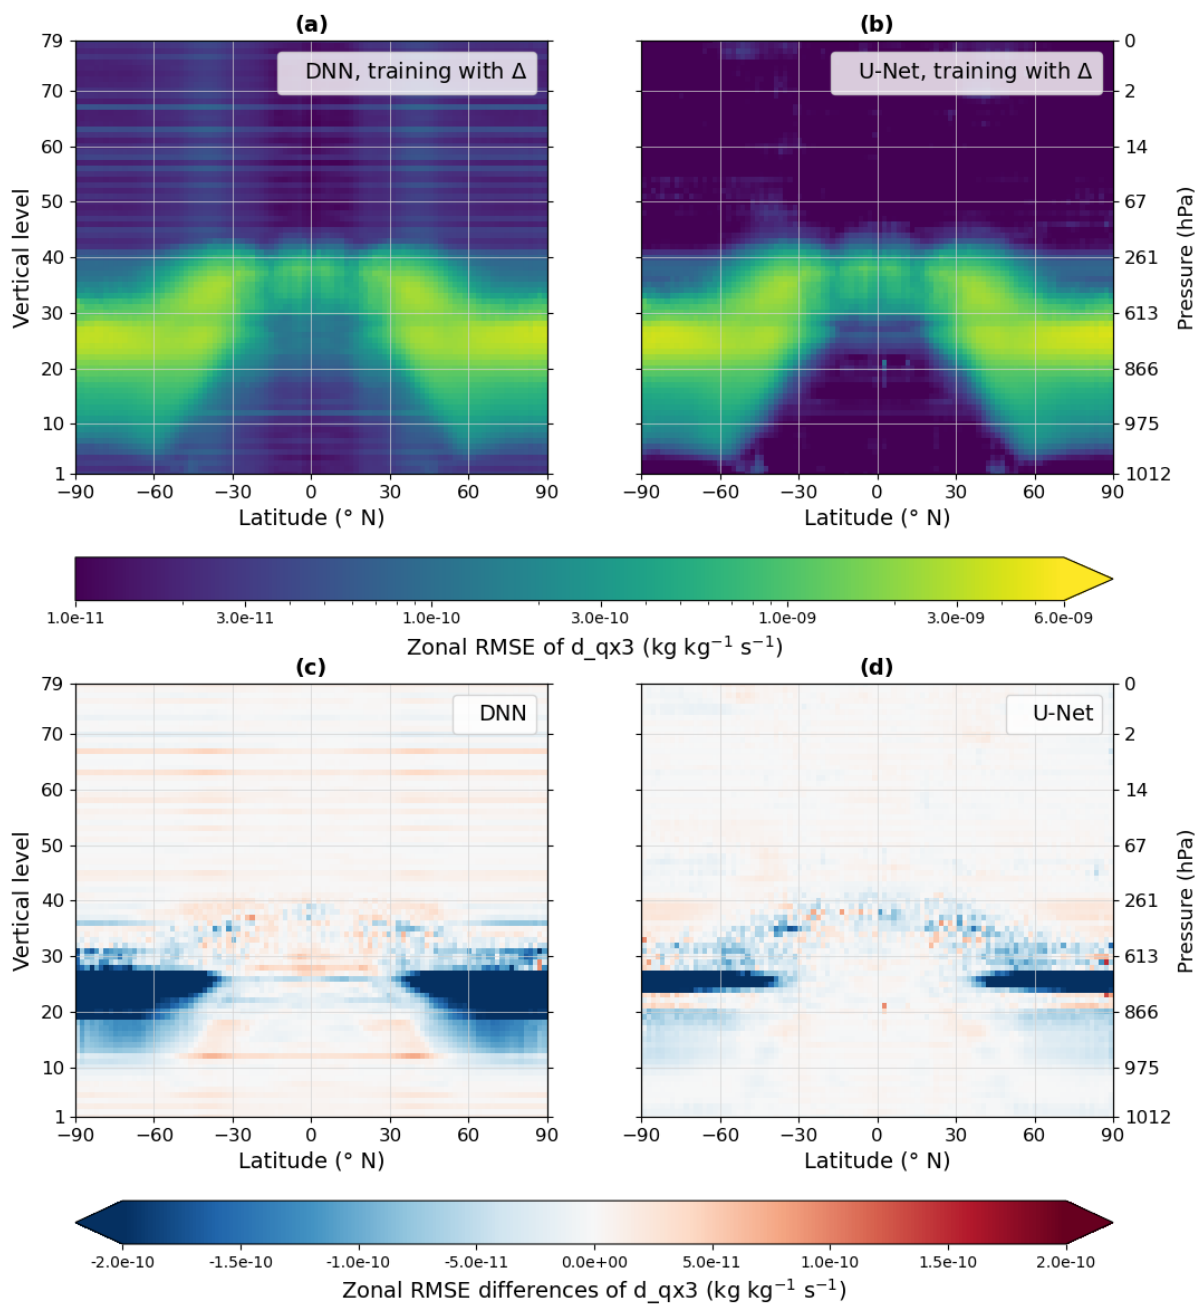 (a)
(b)
DNN, training with Δ
U-Net, training with Δ
79
70
60
50
40
30
20
10
1
Vertical level
0
2
14
67
261
613
866
975
1012
Pressure (hPa)
−90
−60
−30
0
30
60
90
Latitude (° N)
−90
−60
−30
0
30
60
90
Latitude (° N)
1.0e-11
3.0e-11
1.0e-10
3.0e-10
1.0e-09
3.0e-09
6.0e-09
Zonal RMSE of d_qx3 (kg kg⁻¹ s⁻¹)
(c)
(d)
DNN
U-Net
79
70
60
50
40
30
20
10
1
Vertical level
0
2
14
67
261
613
866
975
1012
Pressure (hPa)
−90
−60
−30
0
30
60
90
Latitude (° N)
−90
−60
−30
0
30
60
90
Latitude (° N)
-2.0e-10
-1.5e-10
-1.0e-10
-5.0e-11
0.0e+00
5.0e-11
1.0e-10
1.5e-10
2.0e-10
Zonal RMSE differences of d_qx3 (kg kg⁻¹ s⁻¹)